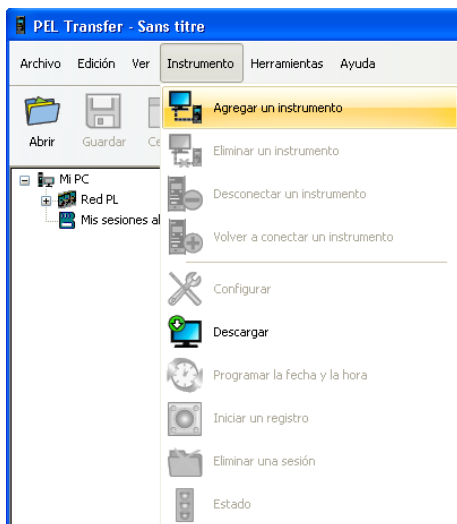 PEL Transfer - Sans titre
Archivo Edición Ver Instrumento Herramientas Ayuda
Abrir Guardar
Agregar un instrumento
Eliminar un instrumento
Desconectar un instrumento
Volver a conectar un instrumento
Configurar
Descargar
Programar la fecha y la hora
Iniciar un registro
Eliminar una sesión
Estado
Mi PC
Red PL
Mis sesiones